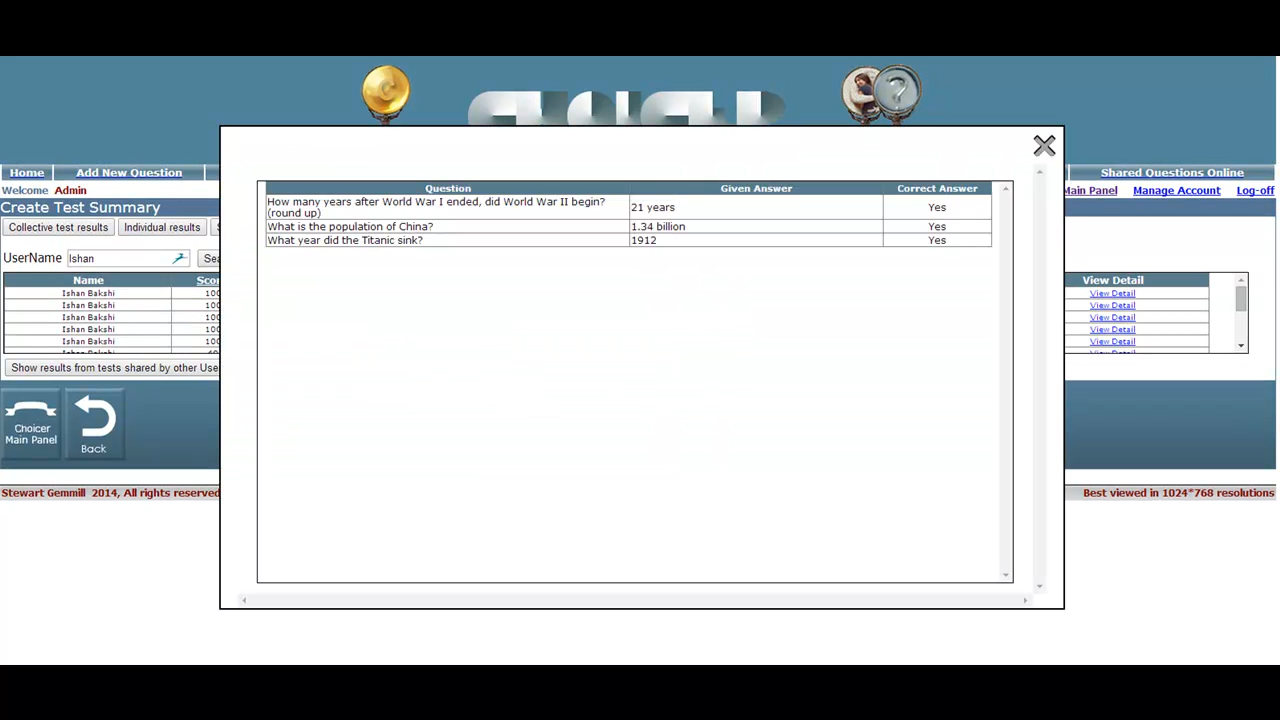 CHOICER
Home
Add New Question
Shared Questions Online
Welcome Admin
Main Panel
Manage Account
Log-off
Create Test Summary
Collective test results
Individual results
UserName
Ishan
Question
Given Answer
Correct Answer
How many years after World War I ended, did World War II begin?
(round up)
21 years
Yes
What is the population of China?
1.34 billion
Yes
What year did the Titanic sink?
1912
Yes
Name
View Detail
Ishan Bakshi
100
View Detail
Ishan Bakshi
100
View Detail
Ishan Bakshi
100
View Detail
Ishan Bakshi
100
View Detail
Ishan Bakshi
100
View Detail
Ishan Bakshi
View Detail
Show results from tests shared by other
Choicer
Main Panel
Back
Stewart Gemmill 2014, All rights reserved
Best viewed in 1024*768 resolutions